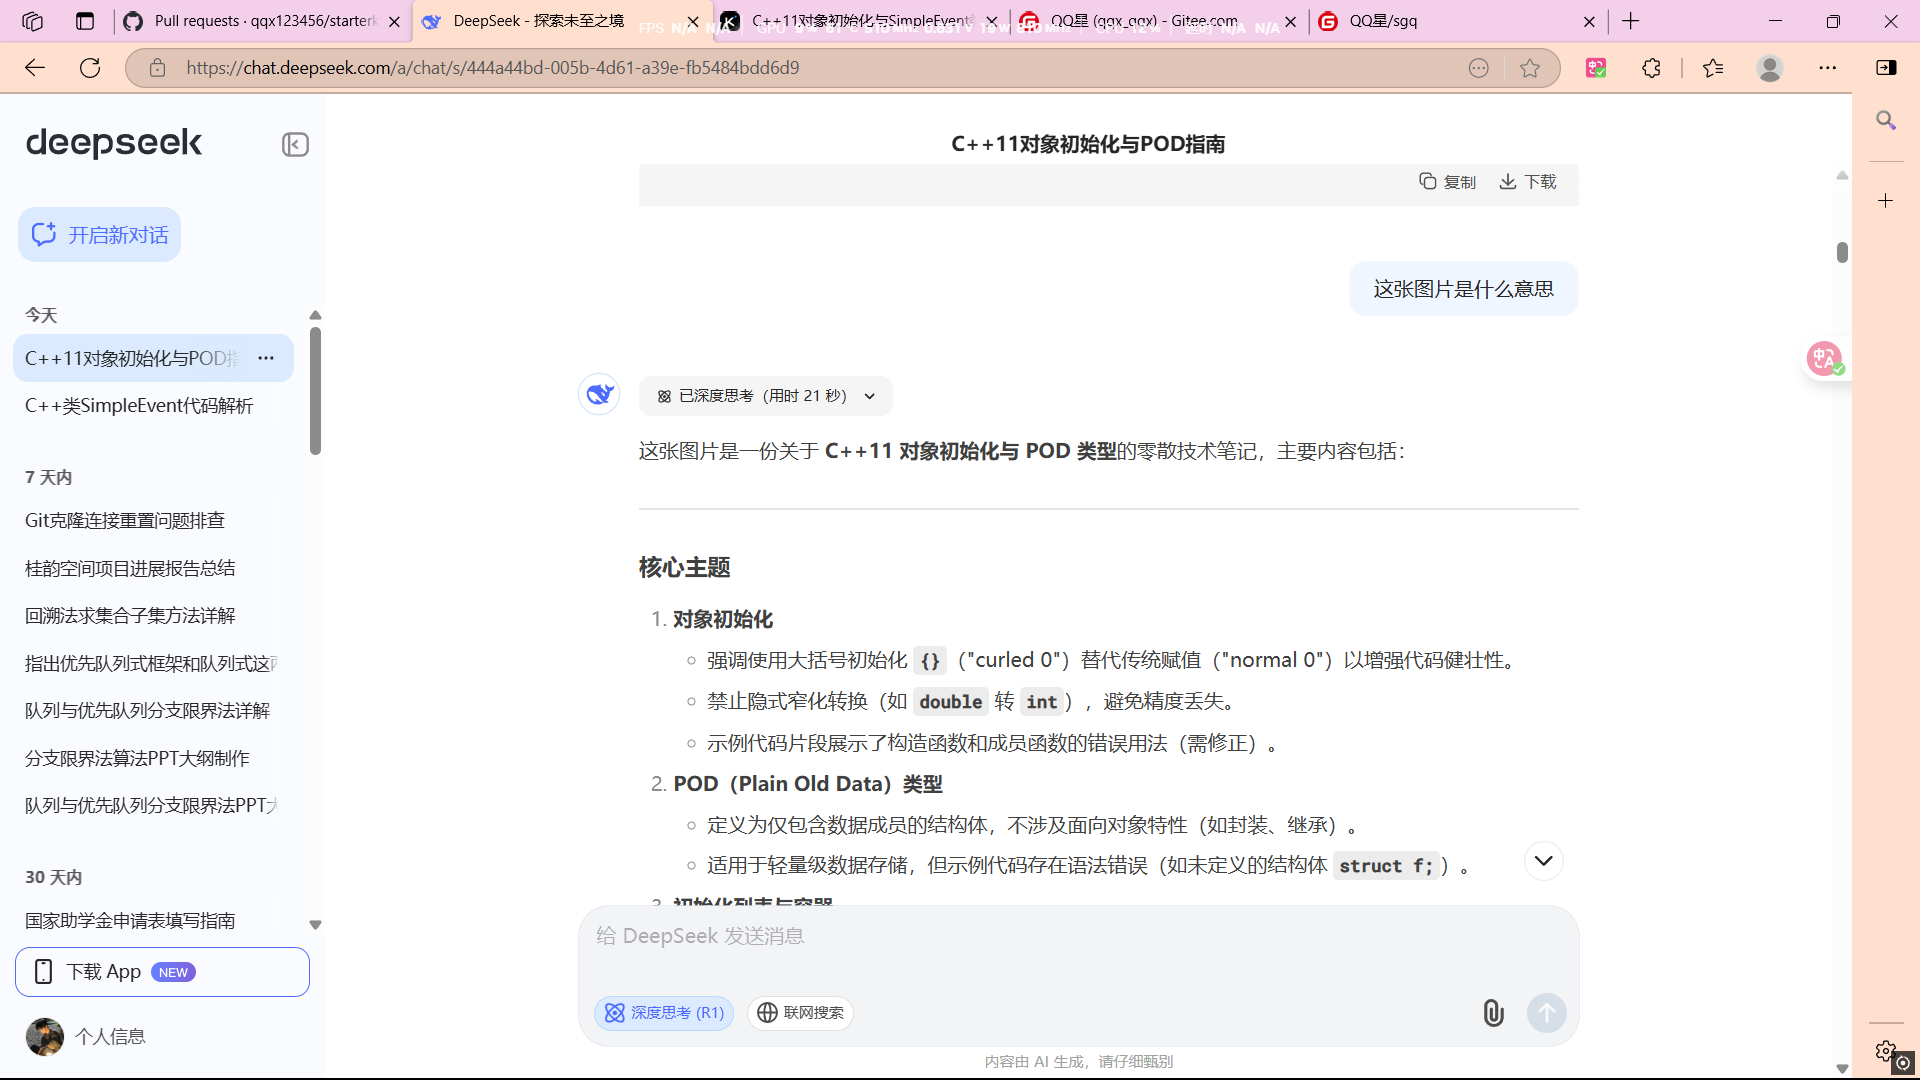 Pull requests · qqx123456/starterk
DeepSeek - 探索未至之境
C++11对象初始化与SimpleEvent
QQ星 (qqx_qqx) - Gitee.com
QQ星/sgq
FPS N/A N/A
N/A N/A
https://chat.deepseek.com/a/chat/s/444a44bd-005b-4d61-a39e-fb5484bdd6d9
deepseek
开启新对话
今天
C++11对象初始化与POD指
C++类SimpleEvent代码解析
7 天内
Git克隆连接重置问题排查
桂韵空间项目进展报告总结
回溯法求集合子集方法详解
指出优先队列式框架和队列式这两
队列与优先队列分支限界法详解
分支限界法算法PPT大纲制作
队列与优先队列分支限界法PPT大
30 天内
国家助学金申请表填写指南
下载 App NEW
个人信息
C++11对象初始化与POD指南
复制 下载
这张图片是什么意思
已深度思考（用时 21 秒）
这张图片是一份关于 C++11 对象初始化与 POD 类型的零散技术笔记，主要内容包括：
核心主题
1. 对象初始化
强调使用大括号初始化 {}（"curled 0"）替代传统赋值（"normal 0"）以增强代码健壮性。
禁止隐式窄化转换（如 double 转 int），避免精度丢失。
示例代码片段展示了构造函数和成员函数的错误用法（需修正）。
2. POD（Plain Old Data）类型
定义为仅包含数据成员的结构体，不涉及面向对象特性（如封装、继承）。
适用于轻量级数据存储，但示例代码存在语法错误（如未定义的结构体 struct f;）。
3. 初始化列表与容器
给 DeepSeek 发送消息
深度思考 (R1)
联网搜索
内容由 AI 生成，请仔细甄别